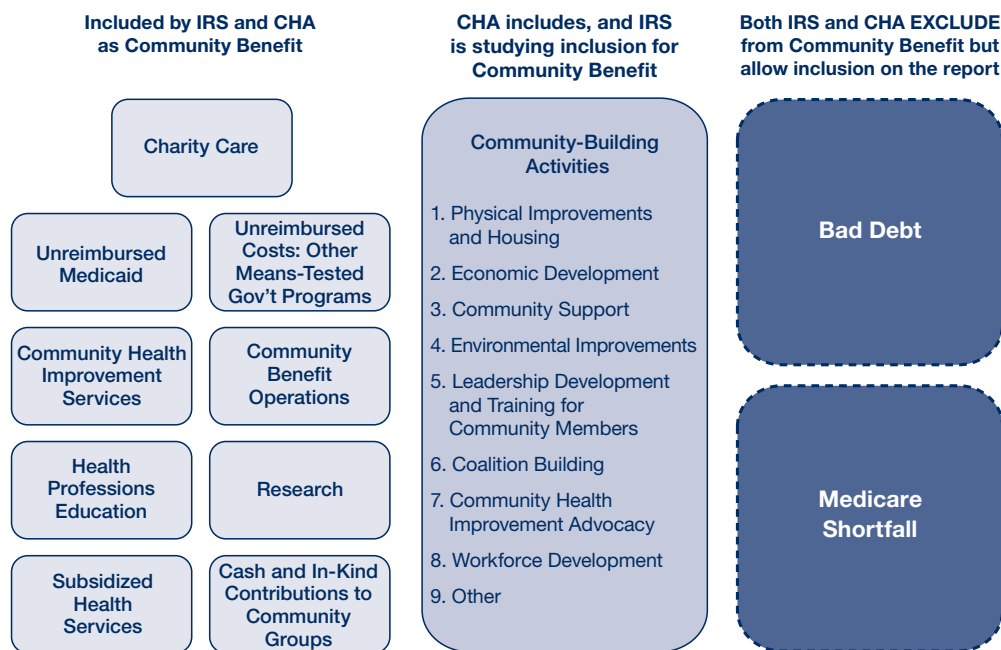 Included by IRS and CHA
as Community Benefit
Charity Care
Unreimbursed
Medicaid
Unreimbursed
Costs: Other
Means-Tested
Gov’t Programs
Community Health
Improvement
Services
Community
Benefit
Operations
Health
Professions
Education
Research
Subsidized
Health
Services
Cash and In-Kind
Contributions to
Community
Groups
CHA includes, and IRS
is studying inclusion for
Community Benefit
Community-Building
Activities
1. Physical Improvements
and Housing
2. Economic Development
3. Community Support
4. Environmental Improvements
5. Leadership Development
and Training for
Community Members
6. Coalition Building
7. Community Health
Improvement Advocacy
8. Workforce Development
9. Other
Both IRS and CHA EXCLUDE
from Community Benefit but
allow inclusion on the report
Bad Debt
Medicare
Shortfall